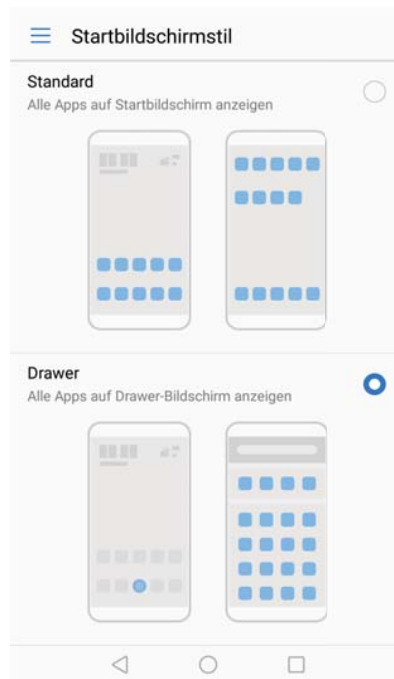 Startbildschirmstil
Standard
Alle Apps auf Startbildschirm anzeigen
Drawer
Alle Apps auf Drawer-Bildschirm anzeigen